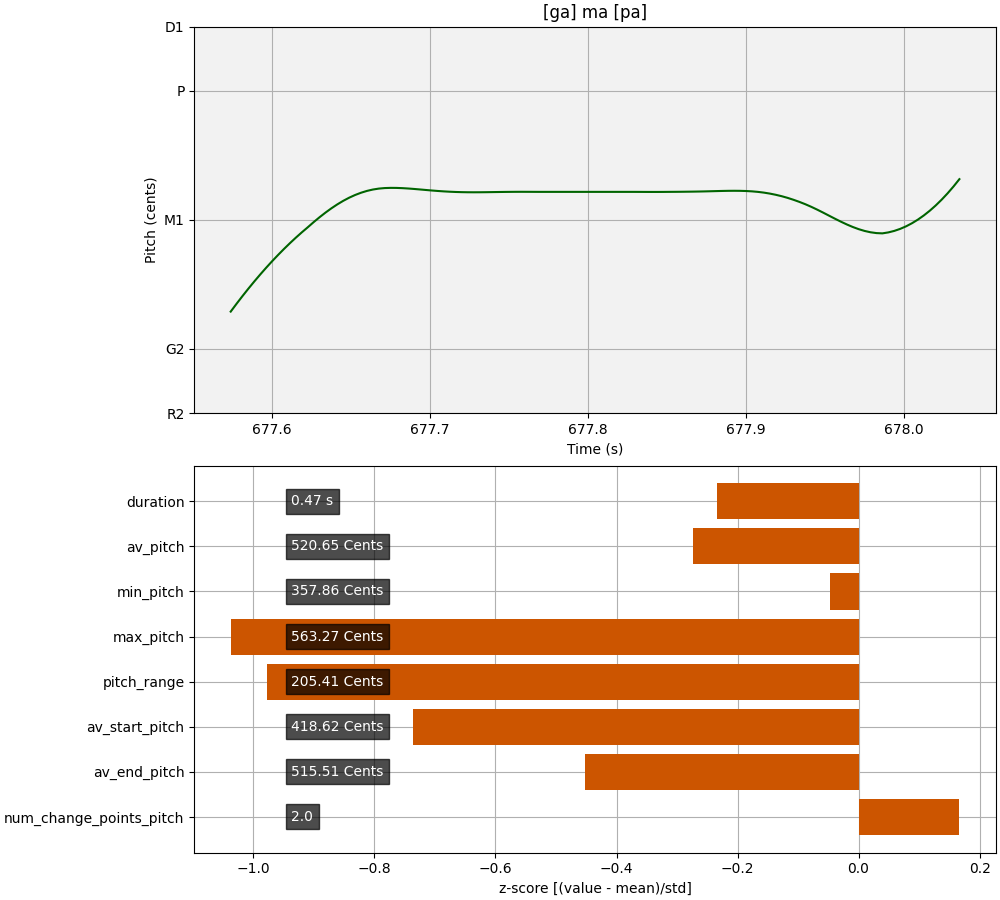 [ga] ma [pa]
D1
P
M1
G2
R2
Pitch (cents)
677.6 677.7 677.8 677.9 678.0
Time (s)
duration 0.47 s
av_pitch 520.65 Cents
min_pitch 357.86 Cents
max_pitch 563.27 Cents
pitch_range 205.41 Cents
av_start_pitch 418.62 Cents
av_end_pitch 515.51 Cents
num_change_points_pitch 2.0
−1.0 −0.8 −0.6 −0.4 −0.2 0.0 0.2
z-score [(value - mean)/std]